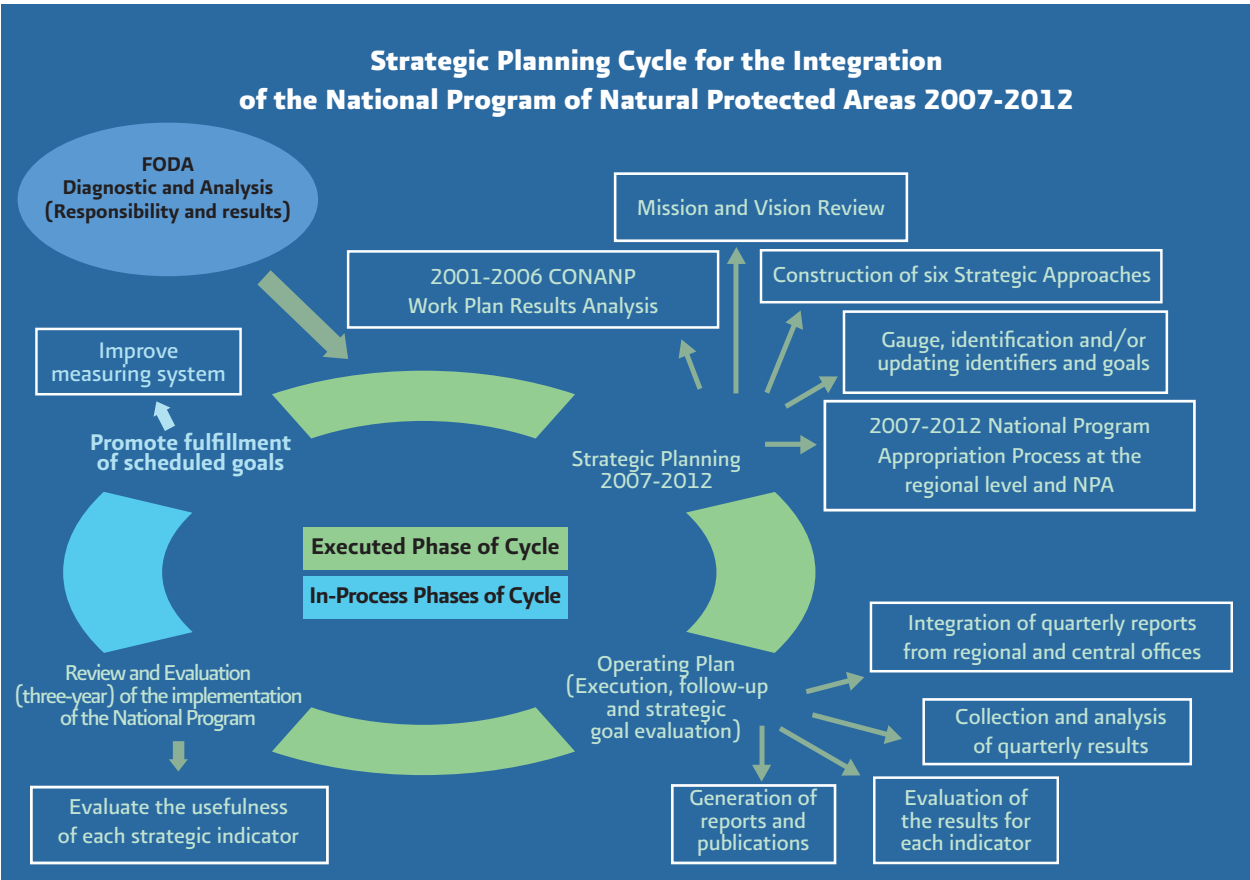 Strategic Planning Cycle for the Integration
of the National Program of Natural Protected Areas 2007-2012
FODA
Diagnostic and Analysis
(Responsibility and results)
Mission and Vision Review
2001-2006 CONANP
Work Plan Results Analysis
Construction of six Strategic Approaches
Gauge, identification and/or
updating identifiers and goals
2007-2012 National Program
Appropriation Process at the
regional level and NPA
Improve
measuring system
Promote fulfillment
of scheduled goals
Strategic Planning
2007-2012
Executed Phase of Cycle
In-Process Phases of Cycle
Review and Evaluation
(three-year) of the implementation
of the National Program
Operating Plan
(Execution, follow-up
and strategic
goal evaluation)
Integration of quarterly reports
from regional and central offices
Collection and analysis
of quarterly results
Evaluation of
the results for
each indicator
Generation of
reports and
publications
Evaluate the usefulness
of each strategic indicator